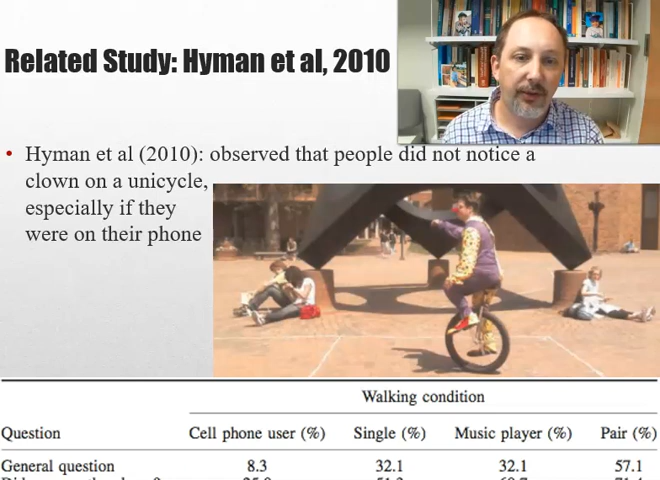 Related Study: Hyman et al, 2010
• Hyman et al (2010): observed that people did not notice a
clown on a unicycle,
especially if they
were on their phone
Walking condition
Question Cell phone user (%) Single (%) Music player (%) Pair (%)
General question 8.3 32.1 32.1 57.1